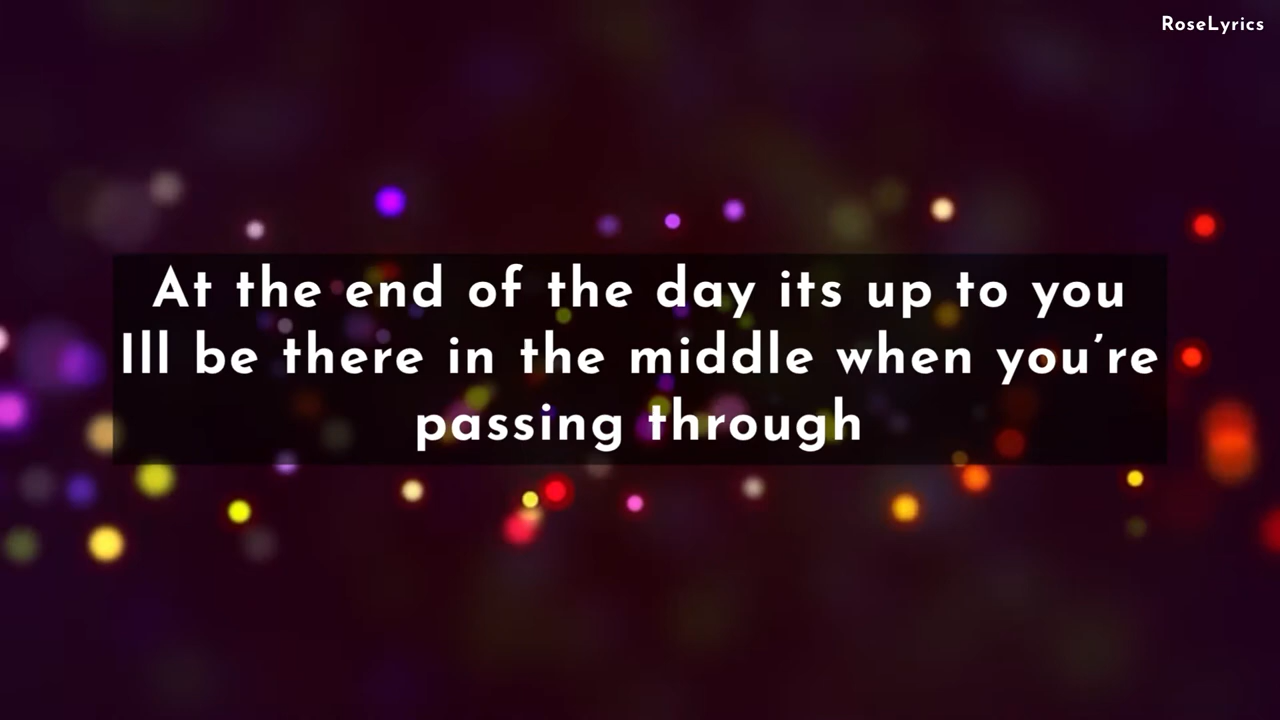 RoseLyrics
At the end of the day its up to you
Ill be there in the middle when you're
passing through